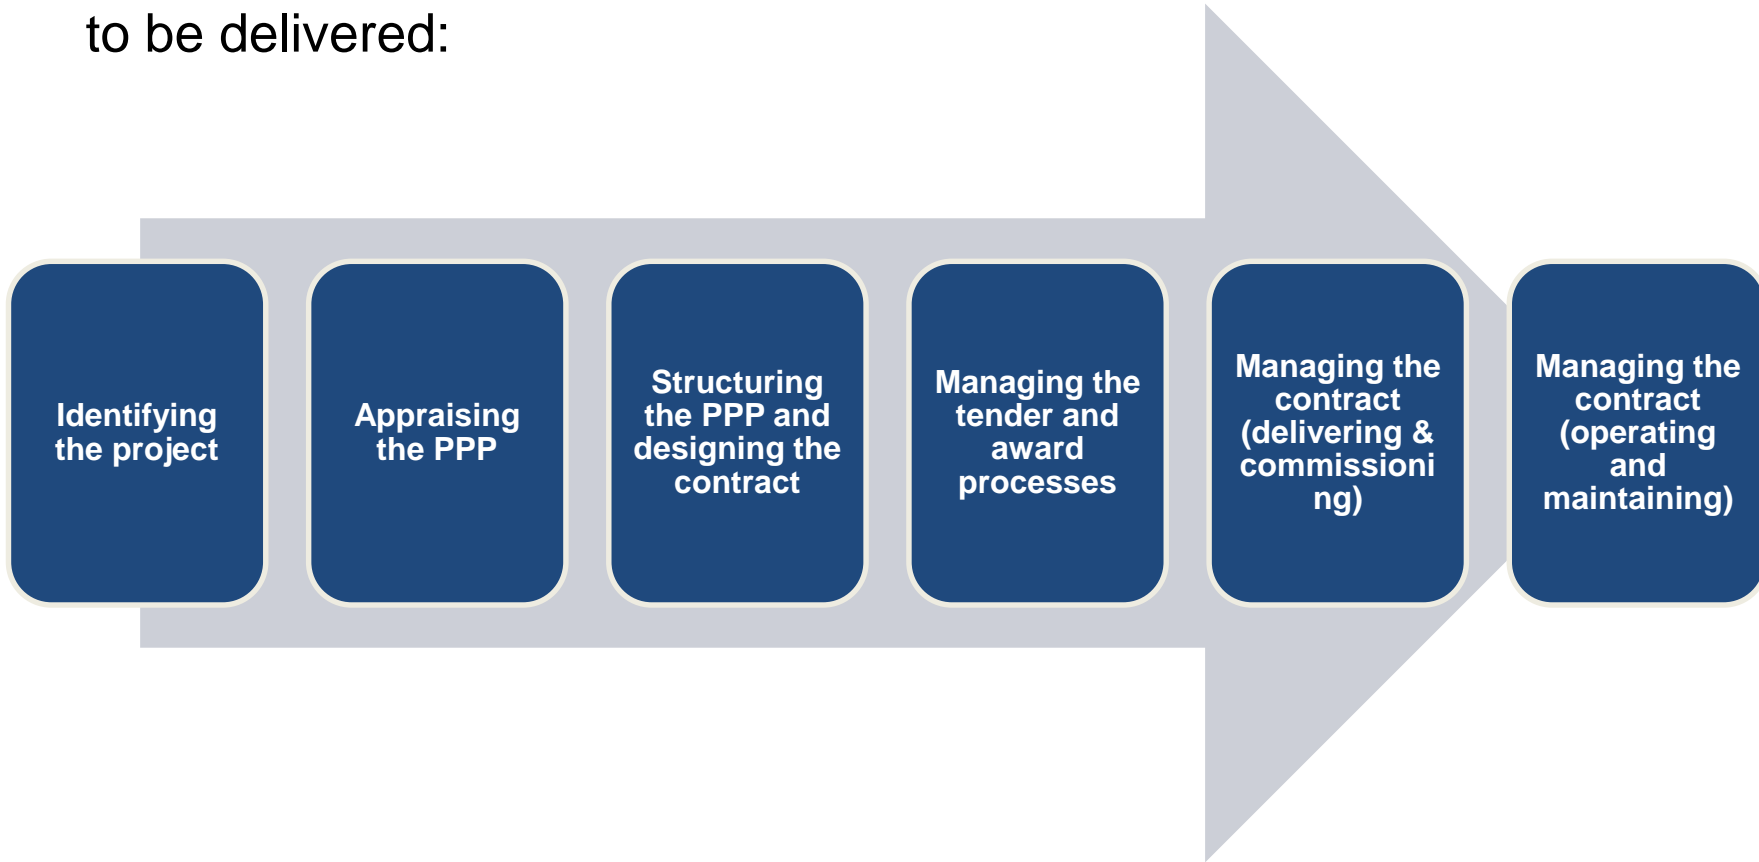 to be delivered:
Identifying
the project
Appraising
the PPP
Structuring
the PPP and
designing the
contract
Managing the
tender and
award
processes
Managing the
contract
(delivering &
commissioni
ng)
Managing the
contract
(operating
and
maintaining)